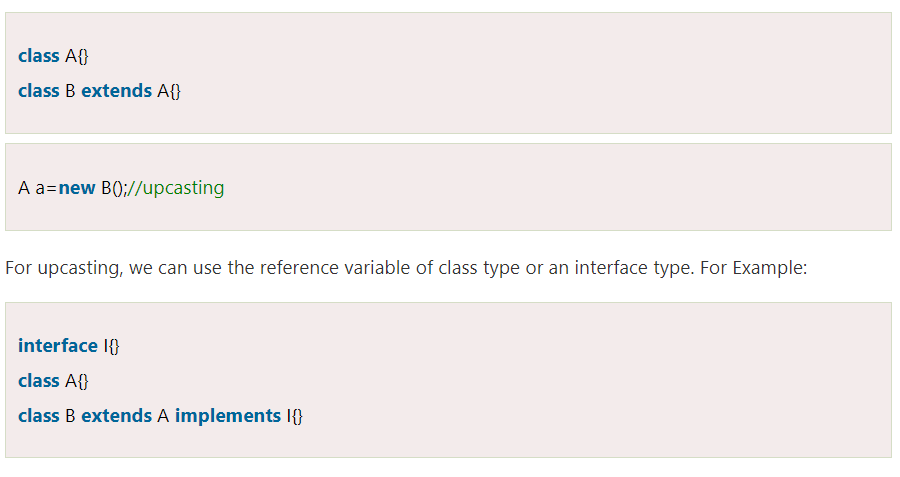 class A{}
class B extends A{}
A a=new B();//upcasting
For upcasting, we can use the reference variable of class type or an interface type. For Example:
interface I{}
class A{}
class B extends A implements I{}